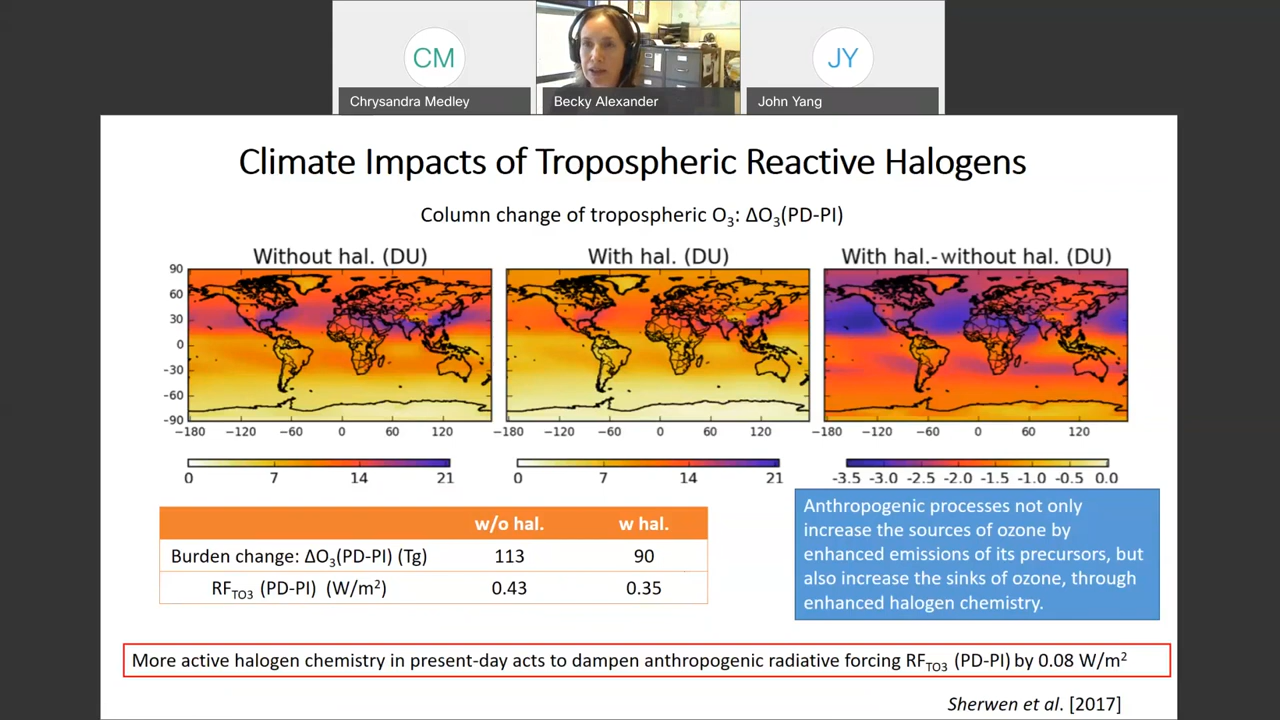 CM
JY
Chrysandra Medley
Becky Alexander
John Yang
Climate Impacts of Tropospheric Reactive Halogens
Column change of tropospheric O₃: ΔO₃(PD-PI)
Without hal. (DU)
With hal. (DU)
With hal.-without hal. (DU)
90
60
30
0
−30
−60
−90
−180 −120 −60 0 60 120
−180 −120 −60 0 60 120
−180 −120 −60 0 60 120
0 7 14 21
0 7 14 21
-3.5 -3.0 -2.5 -2.0 -1.5 -1.0 -0.5 0.0
w/o hal. w hal.
Burden change: ΔO₃(PD-PI) (Tg) 113 90
RF_TO3 (PD-PI) (W/m²) 0.43 0.35
Anthropogenic processes not only
increase the sources of ozone by
enhanced emissions of its precursors, but
also increase the sinks of ozone, through
enhanced halogen chemistry.
More active halogen chemistry in present-day acts to dampen anthropogenic radiative forcing RF_TO3 (PD-PI) by 0.08 W/m²
Sherwen et al. [2017]